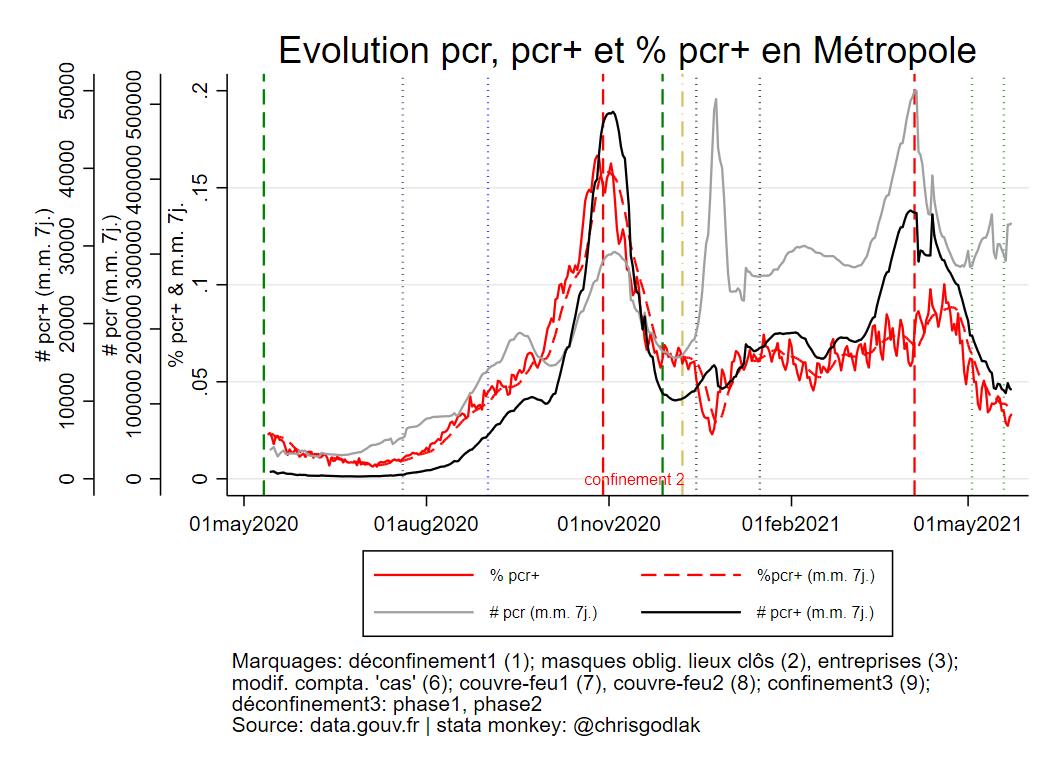 Evolution pcr, pcr+ et % pcr+ en Métropole
# pcr+ (m.m. 7j.)
0 10000 20000 30000 40000 50000
# pcr (m.m. 7j.)
0 100000 200000 300000 400000 500000
% pcr+ & m.m. 7j.
0 .05 .1 .15 .2
confinement 2
01may2020 01aug2020 01nov2020 01feb2021 01may2021
% pcr+ %pcr+ (m.m. 7j.)
# pcr (m.m. 7j.) # pcr+ (m.m. 7j.)
Marquages: déconfinement1 (1); masques oblig. lieux clôs (2), entreprises (3);
modif. compta. 'cas' (6); couvre-feu1 (7), couvre-feu2 (8); confinement3 (9);
déconfinement3: phase1, phase2
Source: data.gouv.fr | stata monkey: @chrisgodlak